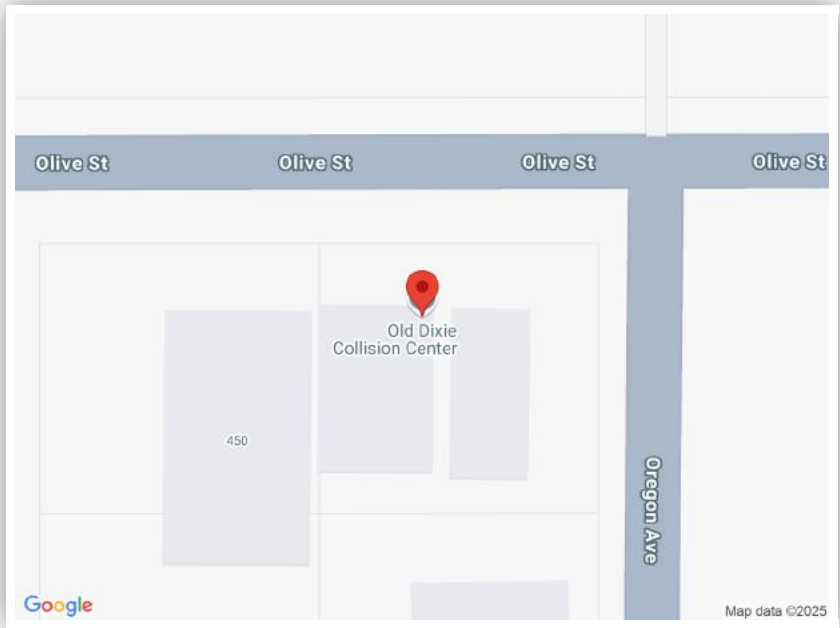 Olive St
Olive St
Olive St
Olive St
Old Dixie
Collision Center
450
Oregon Ave
Google
Map data ©2025